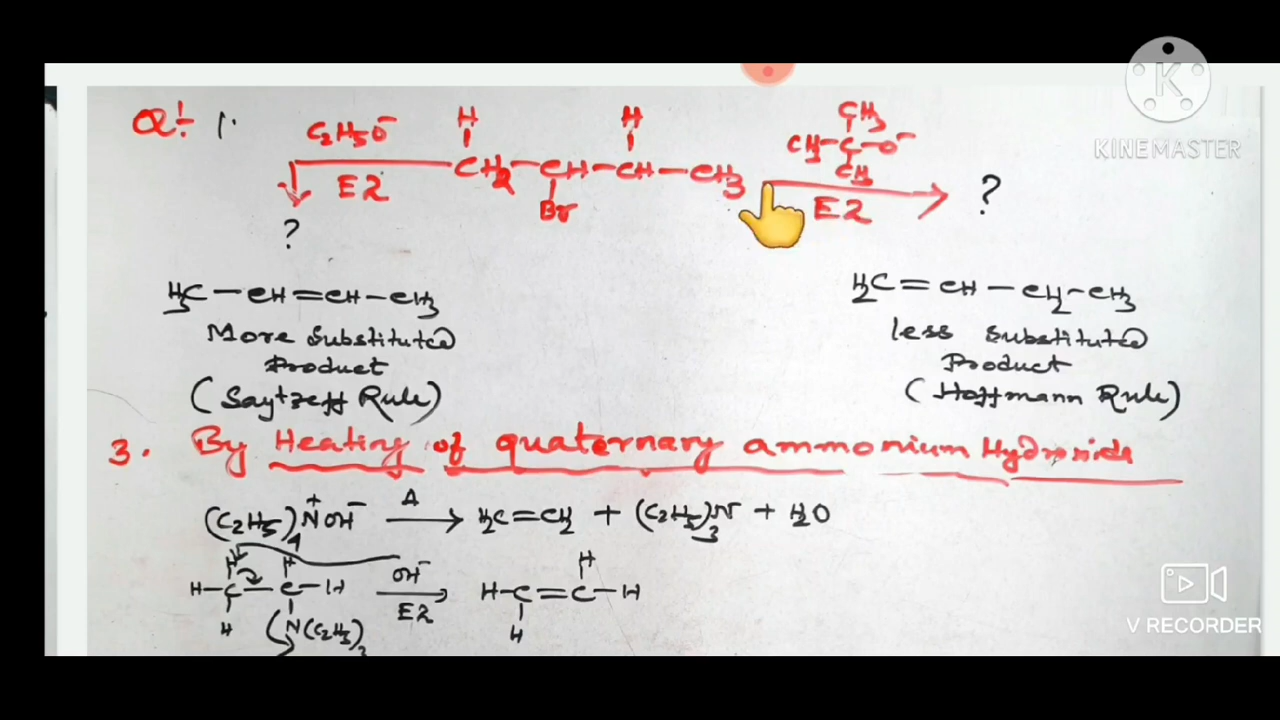 Q:- 1.
C2H5O-
E2
?
H H
CH2-CH-CH-CH3
Br
CH3
CH3-C-O-
CH3
E2
?
H3C-CH=CH-CH3
More Substituted
Product
(Saytzeff Rule)
H2C=CH-CH2-CH3
less substituted
Product
(Hoffmann Rule)
3. By Heating of quaternary ammonium Hydroxide
(C2H5)4N+OH- Δ H2C=CH2 + (C2H5)3N + H2O
H H
H-C-C-H
H N(C2H5)3
OH-
E2
H
H-C=C-H
H
K
KINEMASTER
V RECORDER